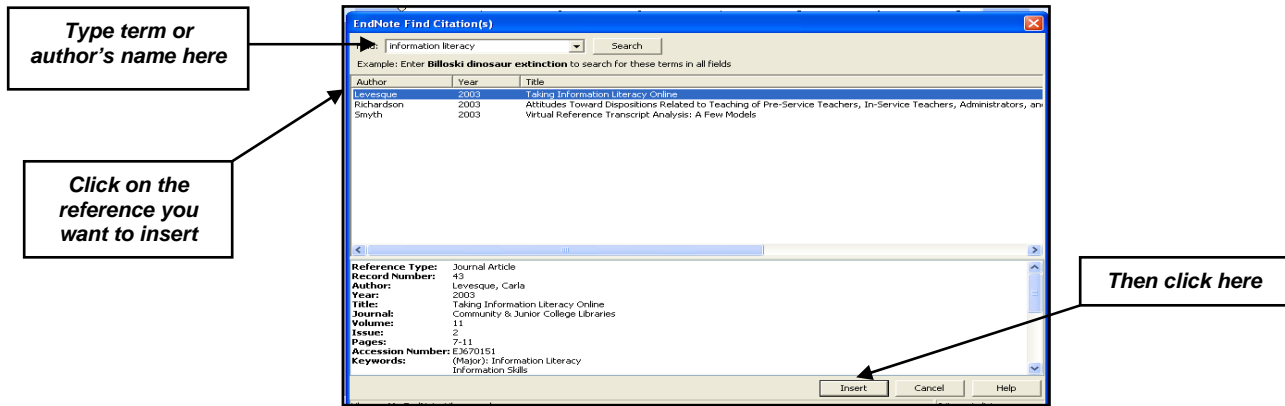 Type term or
author's name here
EndNote Find Citation(s)
information literacy
Search
Example: Enter Billoski dinosaur extinction to search for these terms in all fields
Author Year Title
Levesque 2003 Taking Information Literacy Online
Richardson 2003 Attitudes Toward Dispositions Related to Teaching of Pre-Service Teachers, In-Service Teachers, Administrators, an
Smyth 2003 Virtual Reference Transcript Analysis: A Few Models
Click on the
reference you
want to insert
Reference Type: Journal Article
Record Number: 43
Author: Levesque, Carla
Year: 2003
Title: Taking Information Literacy Online
Journal: Community & Junior College Libraries
Volume: 11
Issue: 2
Pages: 7-11
Accession Number: EJ670151
Keywords: (Major): Information Literacy
Information Skills
Then click here
Insert Cancel Help